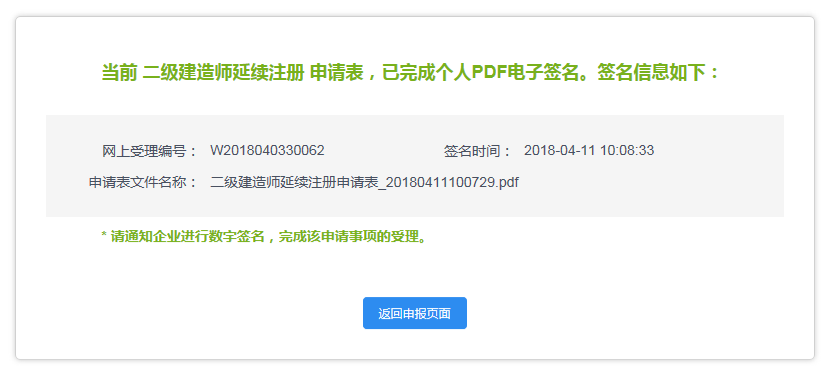 当前 二级建造师延续注册 申请表，已完成个人PDF电子签名。签名信息如下：
网上受理编号： W2018040330062 签名时间： 2018-04-11 10:08:33
申请表文件名称： 二级建造师延续注册申请表_20180411100729.pdf
* 请通知企业进行数字签名，完成该申请事项的受理。
返回申报页面